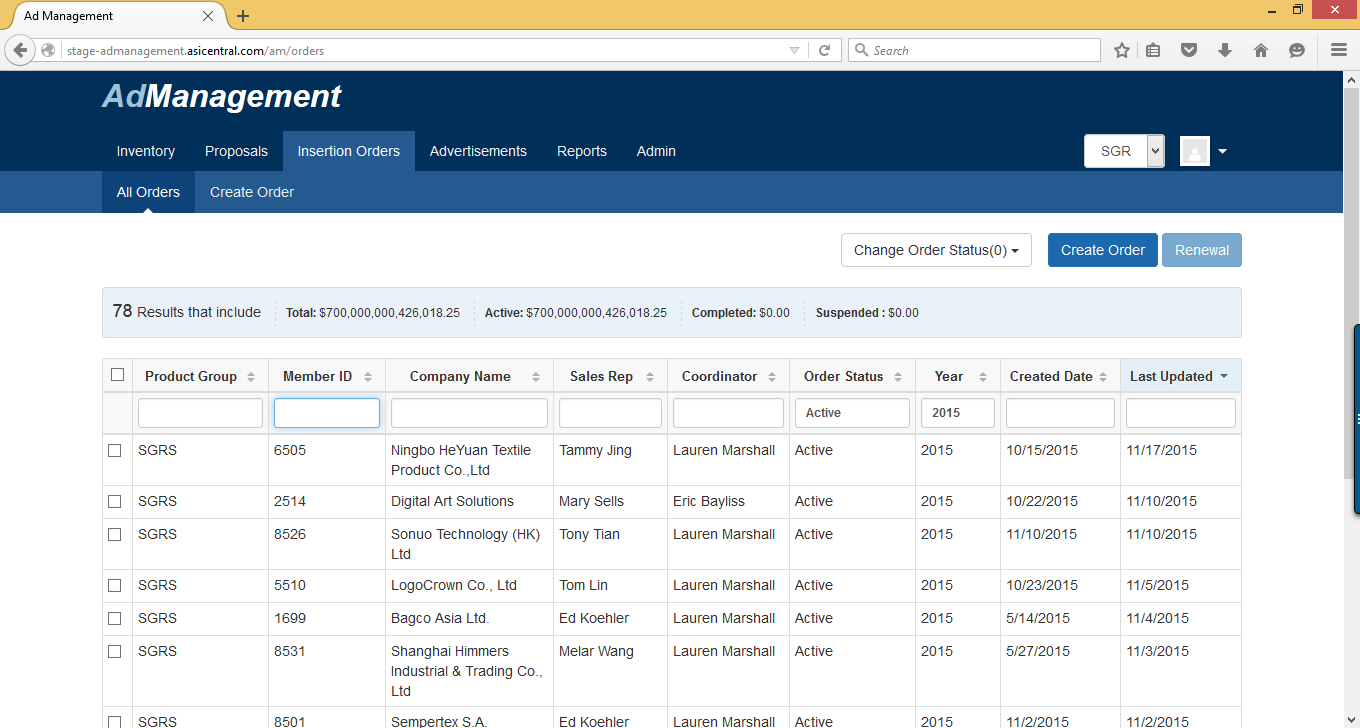 Ad Management
stage-admanagement.asicentral.com/am/orders
Search
AdManagement
Inventory Proposals Insertion Orders Advertisements Reports Admin SGR
All Orders Create Order
Change Order Status(0) Create Order Renewal
78 Results that include Total: $700,000,000,426,018.25 Active: $700,000,000,426,018.25 Completed: $0.00 Suspended : $0.00
Product Group Member ID Company Name Sales Rep Coordinator Order Status Year Created Date Last Updated
Active 2015
SGRS 6505 Ningbo HeYuan Textile Tammy Jing Lauren Marshall Active 2015 10/15/2015 11/17/2015
Product Co.,Ltd
SGRS 2514 Digital Art Solutions Mary Sells Eric Bayliss Active 2015 10/22/2015 11/10/2015
SGRS 8526 Sonuo Technology (HK) Tony Tian Lauren Marshall Active 2015 11/10/2015 11/10/2015
Ltd
SGRS 5510 LogoCrown Co., Ltd Tom Lin Lauren Marshall Active 2015 10/23/2015 11/5/2015
SGRS 1699 Bagco Asia Ltd. Ed Koehler Lauren Marshall Active 2015 5/14/2015 11/4/2015
SGRS 8531 Shanghai Himmers Melar Wang Lauren Marshall Active 2015 5/27/2015 11/3/2015
Industrial & Trading Co.,
Ltd
SGRS 8501 Sempertex S.A. Ed Koehler Lauren Marshall Active 2015 11/2/2015 11/2/2015